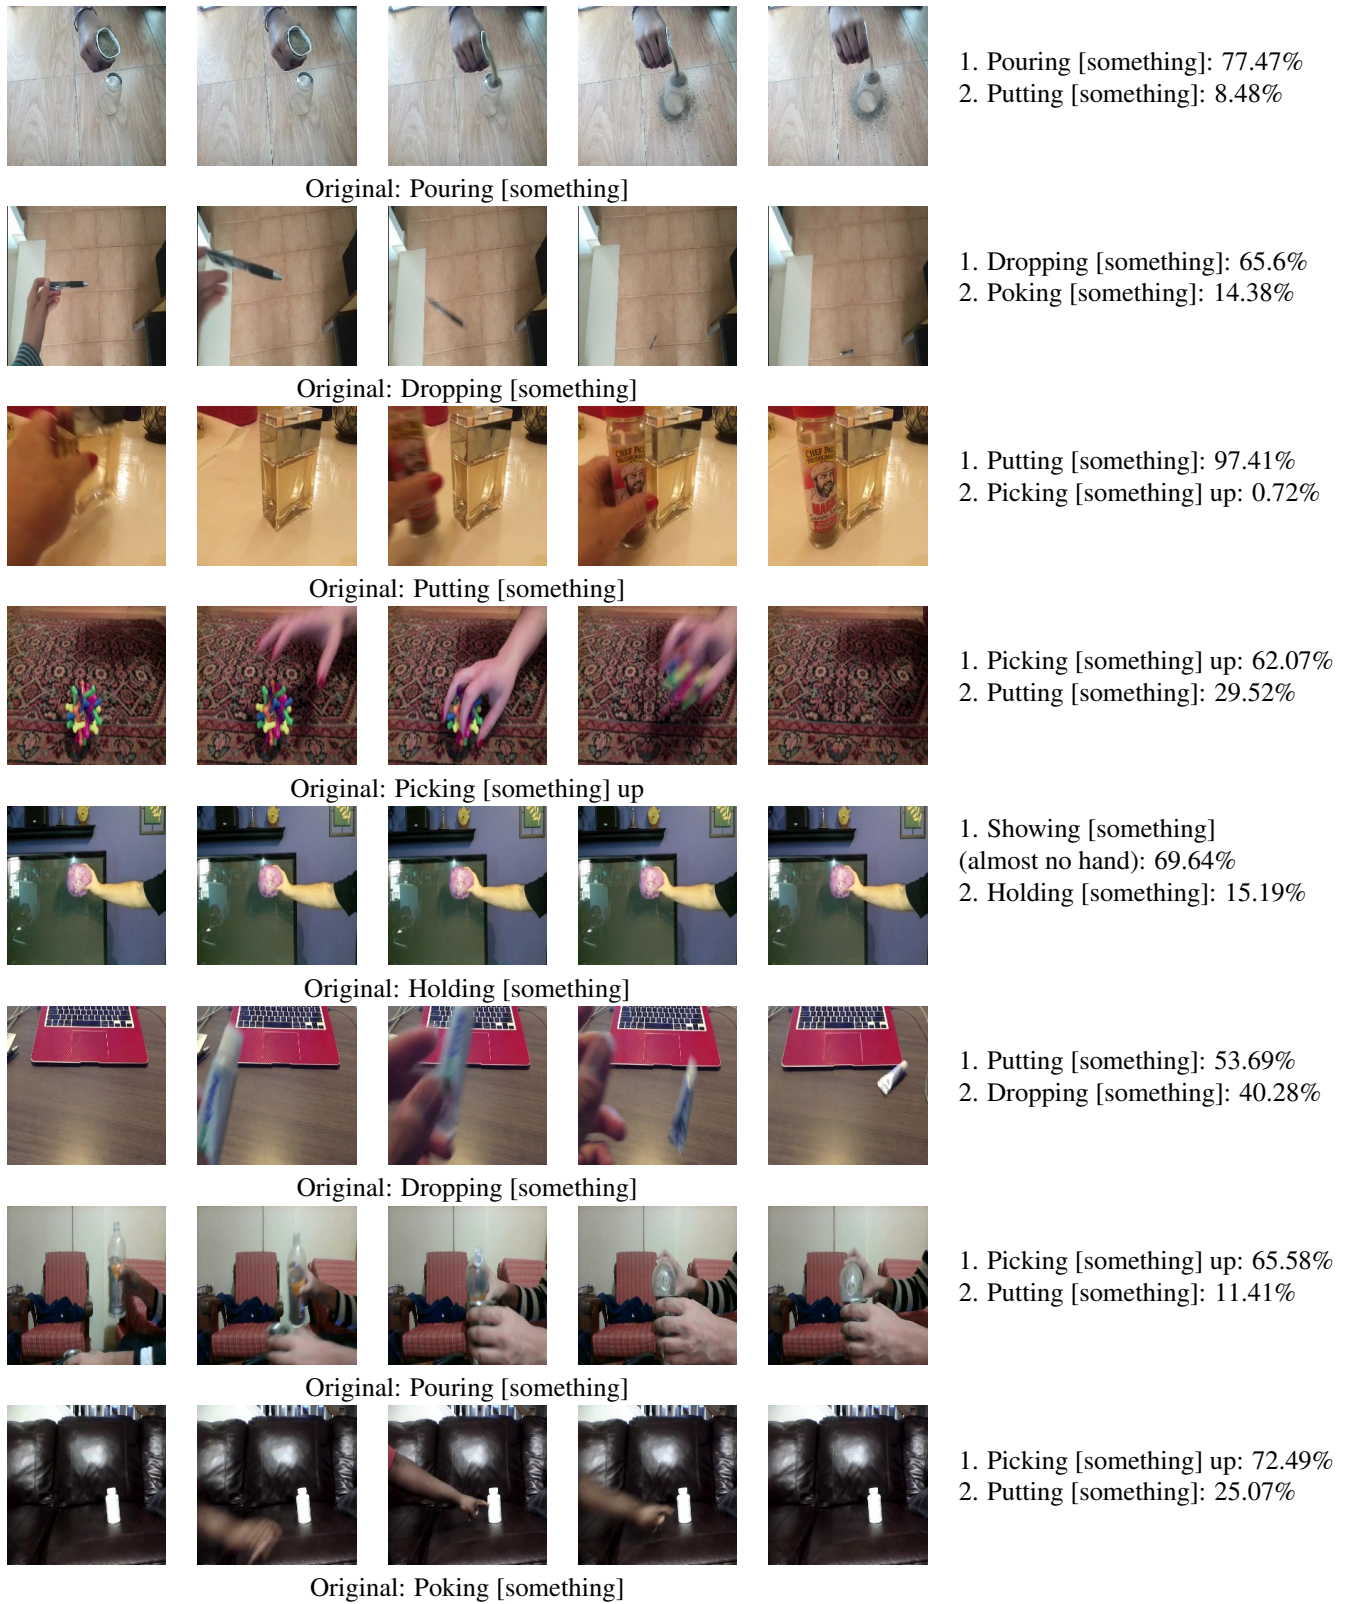 1. Pouring [something]: 77.47%
2. Putting [something]: 8.48%
Original: Pouring [something]
1. Dropping [something]: 65.6%
2. Poking [something]: 14.38%
Original: Dropping [something]
CHEF PAUL
1. Putting [something]: 97.41%
2. Picking [something] up: 0.72%
Original: Putting [something]
1. Picking [something] up: 62.07%
2. Putting [something]: 29.52%
Original: Picking [something] up
1. Showing [something]
(almost no hand): 69.64%
2. Holding [something]: 15.19%
Original: Holding [something]
1. Putting [something]: 53.69%
2. Dropping [something]: 40.28%
Original: Dropping [something]
1. Picking [something] up: 65.58%
2. Putting [something]: 11.41%
Original: Pouring [something]
1. Picking [something] up: 72.49%
2. Putting [something]: 25.07%
Original: Poking [something]